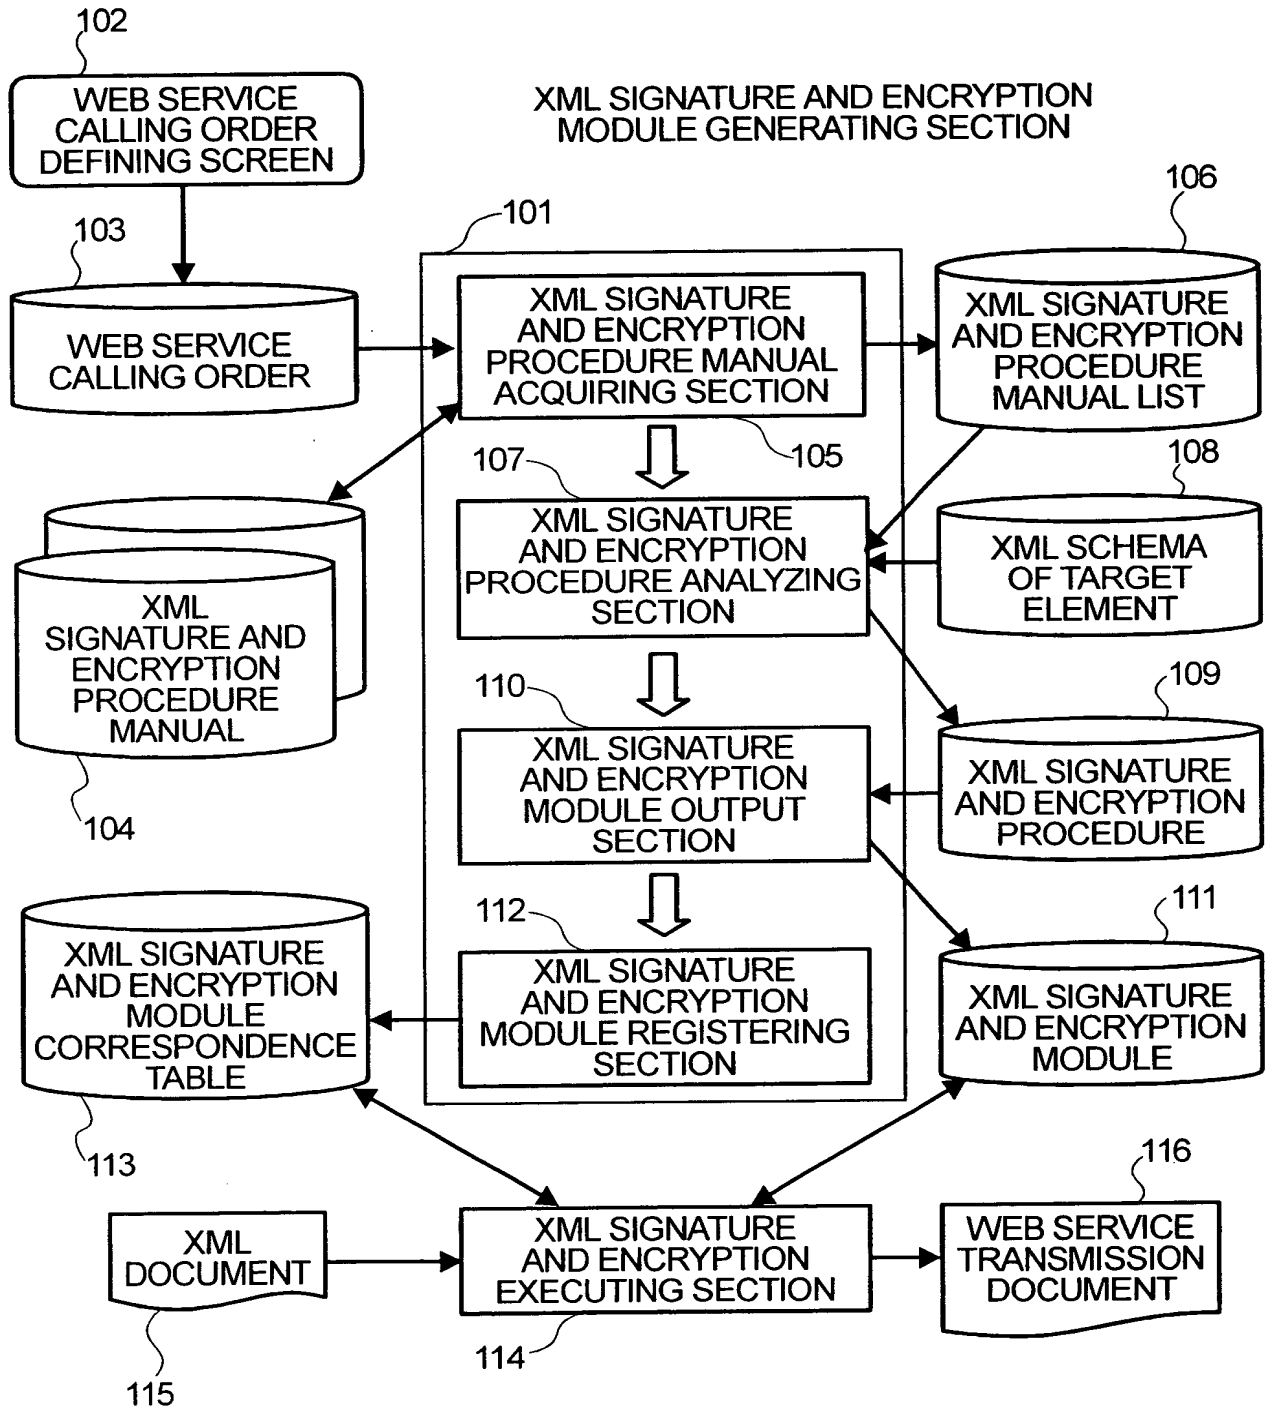 102
WEB SERVICE
CALLING ORDER
DEFINING SCREEN
XML SIGNATURE AND ENCRYPTION
MODULE GENERATING SECTION
103
WEB SERVICE
CALLING ORDER
101
XML SIGNATURE
AND ENCRYPTION
PROCEDURE MANUAL
ACQUIRING SECTION
105
106
XML SIGNATURE
AND ENCRYPTION
PROCEDURE
MANUAL LIST
XML
SIGNATURE AND
ENCRYPTION
PROCEDURE
MANUAL
104
107
XML SIGNATURE
AND ENCRYPTION
PROCEDURE ANALYZING
SECTION
108
XML SCHEMA
OF TARGET
ELEMENT
110
XML SIGNATURE
AND ENCRYPTION
MODULE OUTPUT
SECTION
109
XML SIGNATURE
AND ENCRYPTION
PROCEDURE
XML SIGNATURE
AND ENCRYPTION
MODULE
CORRESPONDENCE
TABLE
113
112
XML SIGNATURE
AND ENCRYPTION
MODULE REGISTERING
SECTION
111
XML SIGNATURE
AND ENCRYPTION
MODULE
XML
DOCUMENT
115
XML SIGNATURE
AND ENCRYPTION
EXECUTING SECTION
114
116
WEB SERVICE
TRANSMISSION
DOCUMENT